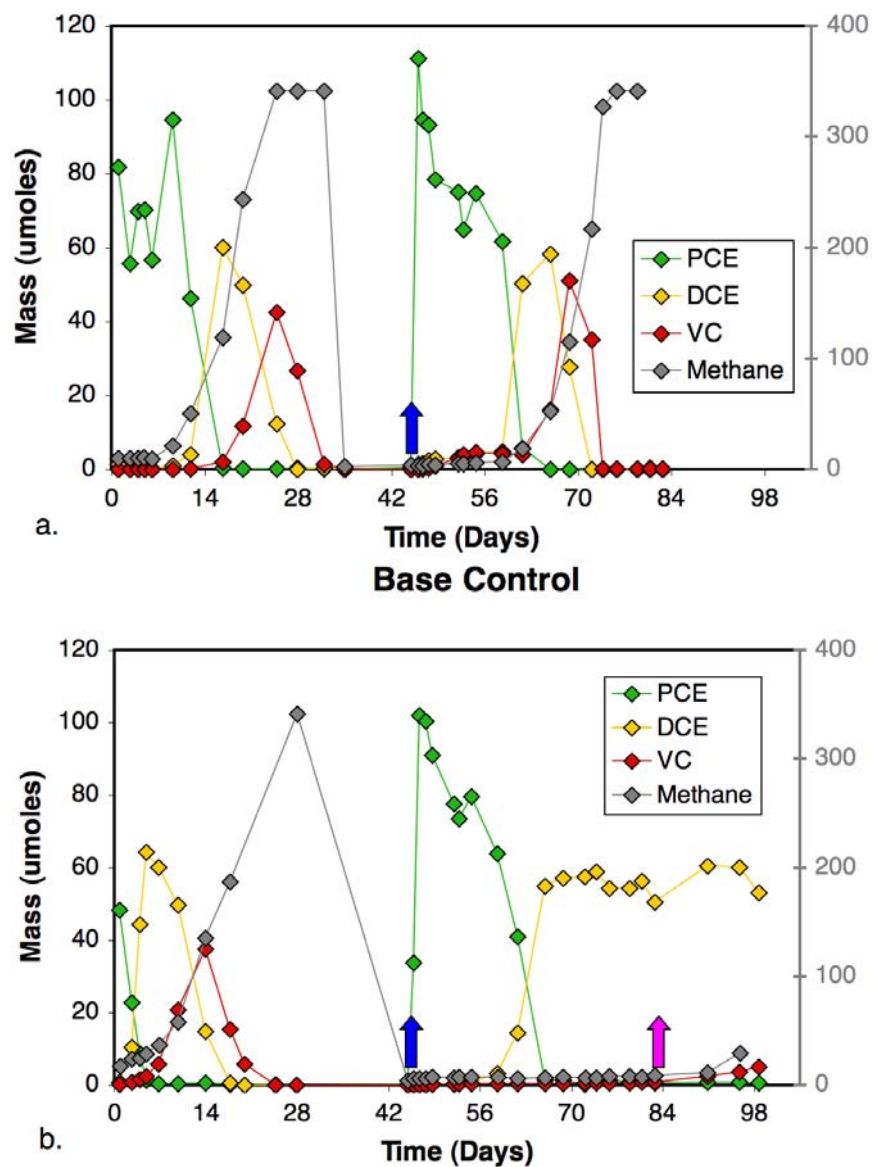 120
100
80
60
40
20
0
400
300
200
100
0
Mass (umoles)
PCE
DCE
VC
Methane
0 14 28 42 56 70 84 98
a.
Time (Days)
Base Control
120
100
80
60
40
20
0
400
300
200
100
0
Mass (umoles)
PCE
DCE
VC
Methane
0 14 28 42 56 70 84 98
b.
Time (Days)